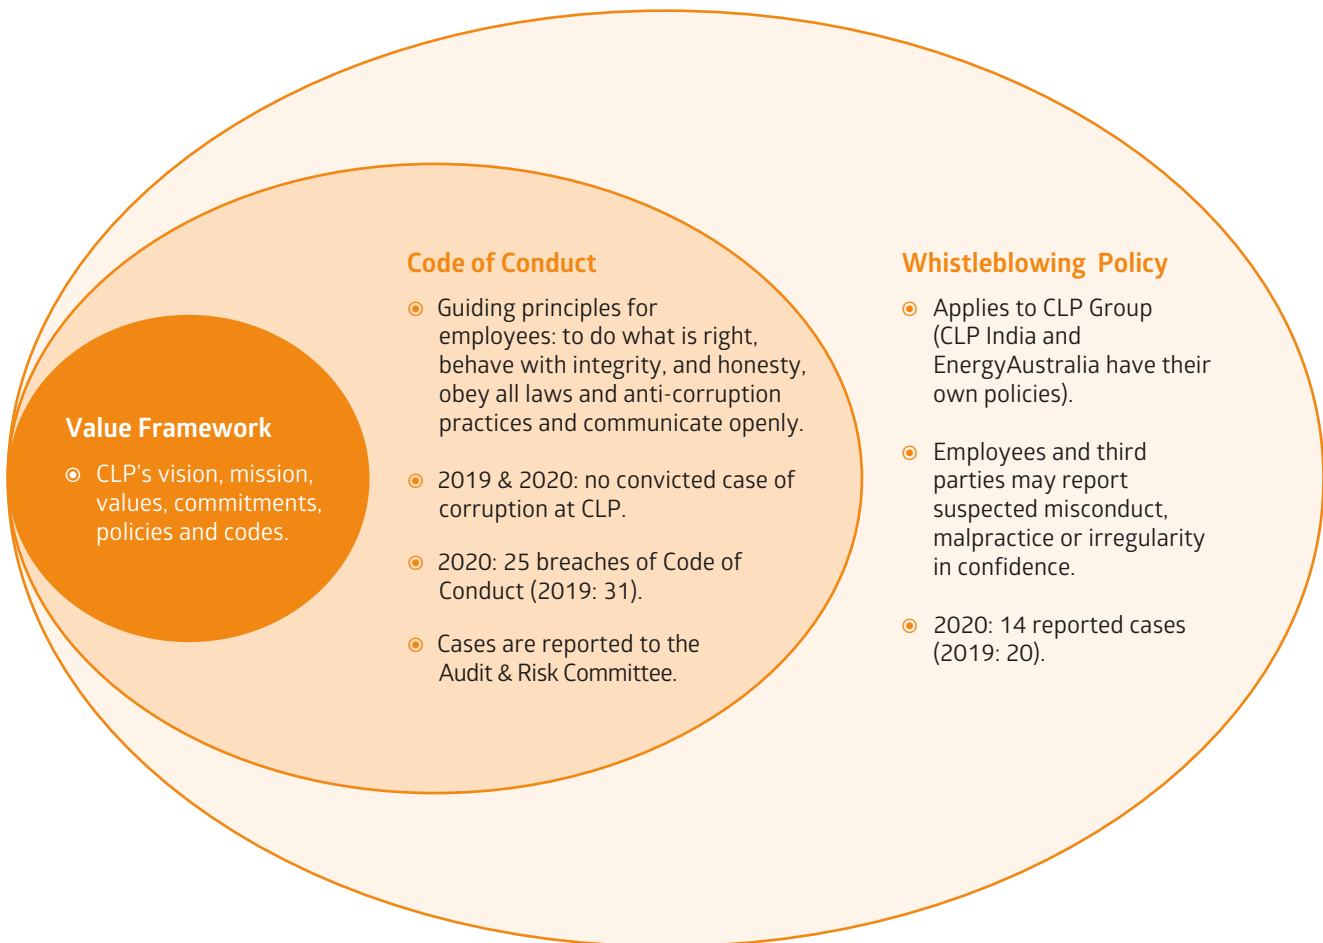 Value Framework
CLP's vision, mission,
values, commitments,
policies and codes.
Code of Conduct
Guiding principles for
employees: to do what is right,
behave with integrity, and honesty,
obey all laws and anti-corruption
practices and communicate openly.
2019 & 2020: no convicted case of
corruption at CLP.
2020: 25 breaches of Code of
Conduct (2019: 31).
Cases are reported to the
Audit & Risk Committee.
Whistleblowing Policy
Applies to CLP Group
(CLP India and
EnergyAustralia have their
own policies).
Employees and third
parties may report
suspected misconduct,
malpractice or irregularity
in confidence.
2020: 14 reported cases
(2019: 20).